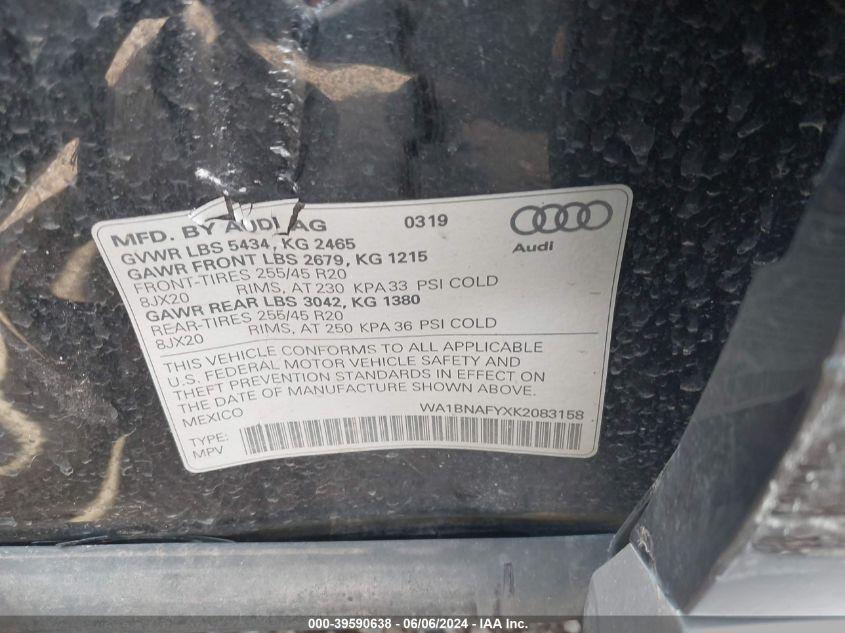 MFD. BY AUDI AG 0319
Audi
GVWR LBS 5434, KG 2465
GAWR FRONT LBS 2679, KG 1215
FRONT-TIRES 255/45 R20
8JX20 RIMS, AT 230 KPA 33 PSI COLD
GAWR REAR LBS 3042, KG 1380
REAR-TIRES 255/45 R20
8JX20 RIMS, AT 250 KPA 36 PSI COLD
THIS VEHICLE CONFORMS TO ALL APPLICABLE
U.S. FEDERAL MOTOR VEHICLE SAFETY AND
THEFT PREVENTION STANDARDS IN EFFECT ON
THE DATE OF MANUFACTURE SHOWN.
MEXICO WA1BNAFYXK2083158
TYPE:
MPV
000-39590638 - 06/06/2024 - IAA Inc.